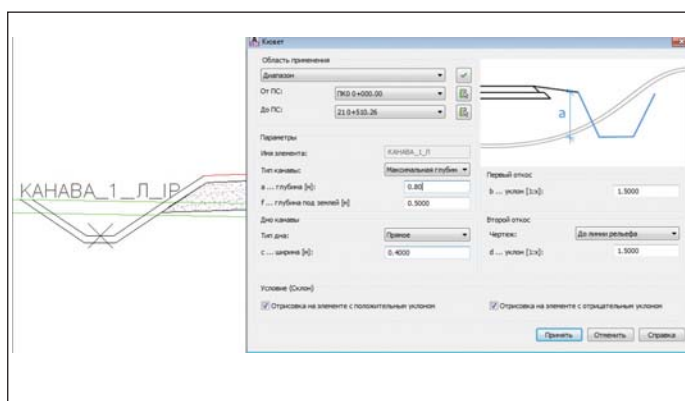 КАНАВА_1_Л_IP
Кювет
Область применения
Диапазон
От ПС: ПК0 0+000.00
До ПС: 21 0+510.26
Параметры
Имя элемента: КАНАВА_1_Л
Тип канавы: Максимальная глубин
a ... глубина [м]: 0.80
f ... глубина под землей [м] 0.5000
Дно канавы
Тип дна: Прямое
c ... ширина [м]: 0.4000
a
Первый откос
b ... уклон [1:x]: 1.5000
Второй откос
Чертеж: До линии рельефа
d ... уклон [1:x]: 1.5000
Условие (Склон)
Отрисовка на элементе с положительным уклоном
Отрисовка на элементе с отрицательным уклоном
Принять Отменить Справка